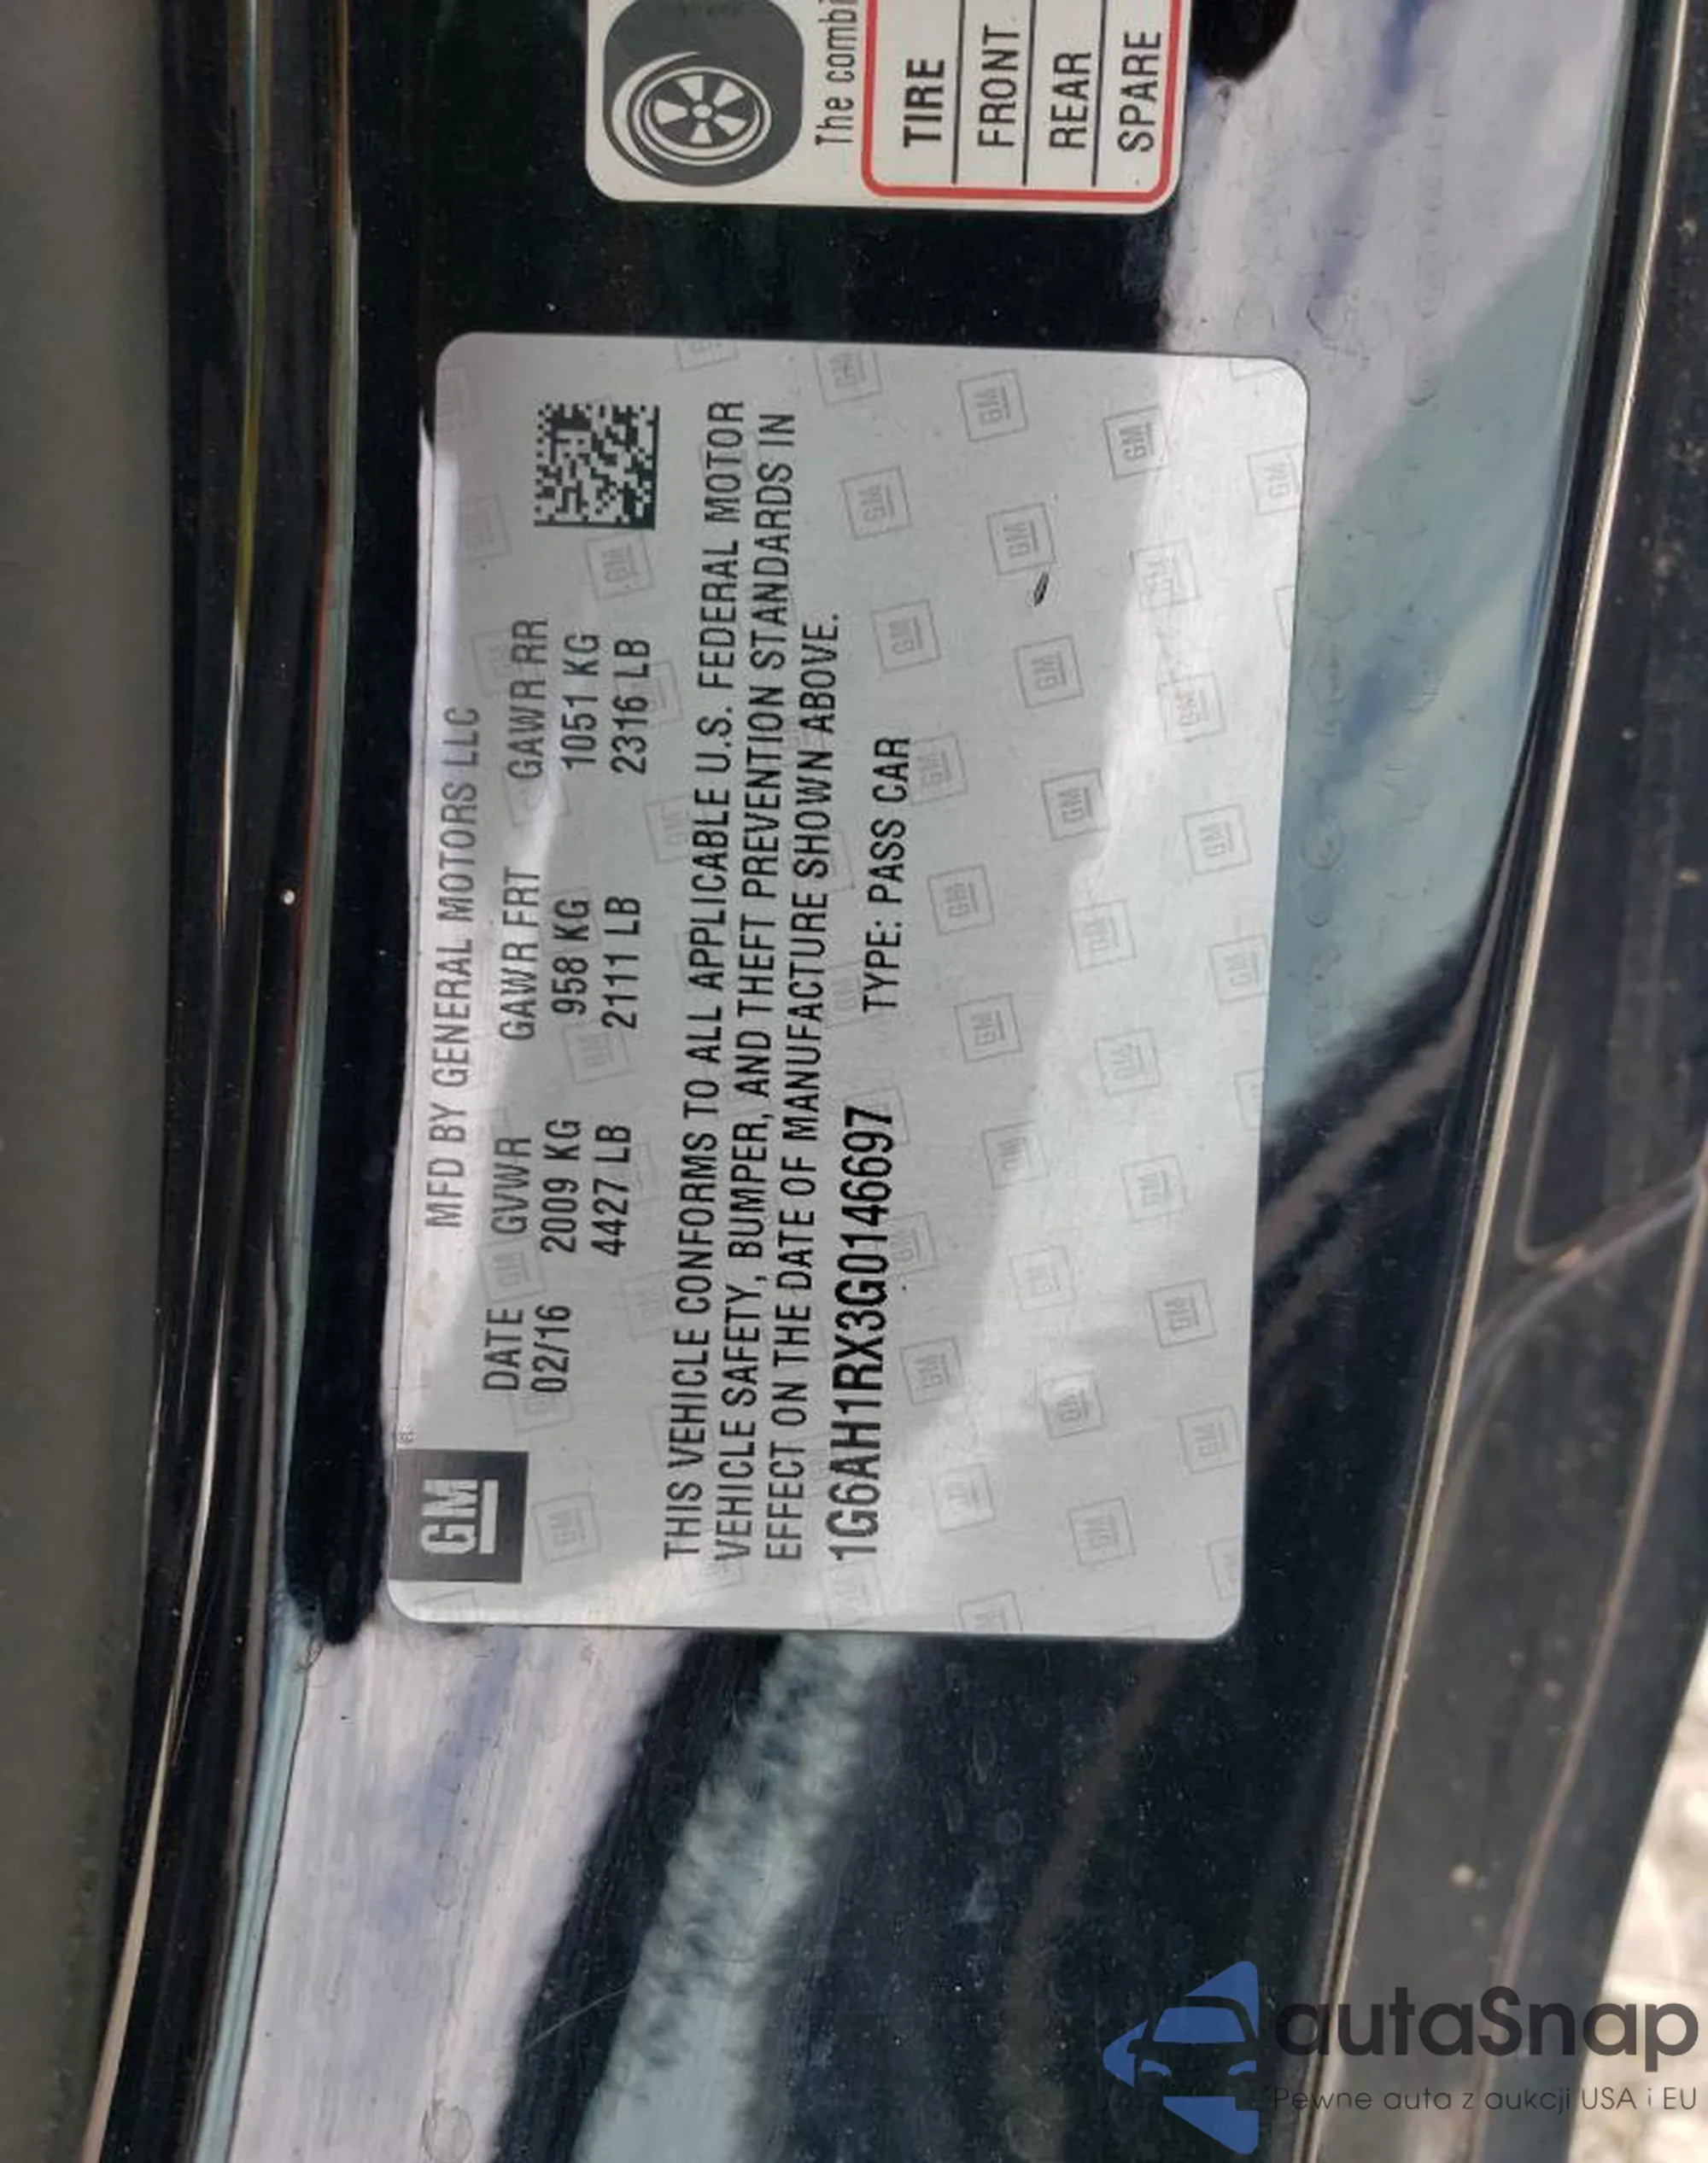 GM
MFD BY GENERAL MOTORS LLC
DATE GVWR GAWR FRT GAWR RR
02/16 2009 KG 958 KG 1051 KG
4427 LB 2111 LB 2316 LB
THIS VEHICLE CONFORMS TO ALL APPLICABLE U.S. FEDERAL MOTOR
VEHICLE SAFETY, BUMPER, AND THEFT PREVENTION STANDARDS IN
EFFECT ON THE DATE OF MANUFACTURE SHOWN ABOVE.
1G6AH1RX3G0146697 TYPE: PASS CAR
The combi
TIRE
FRONT
REAR
SPARE
autaSnap
Pewne auta z aukcji USA i EU